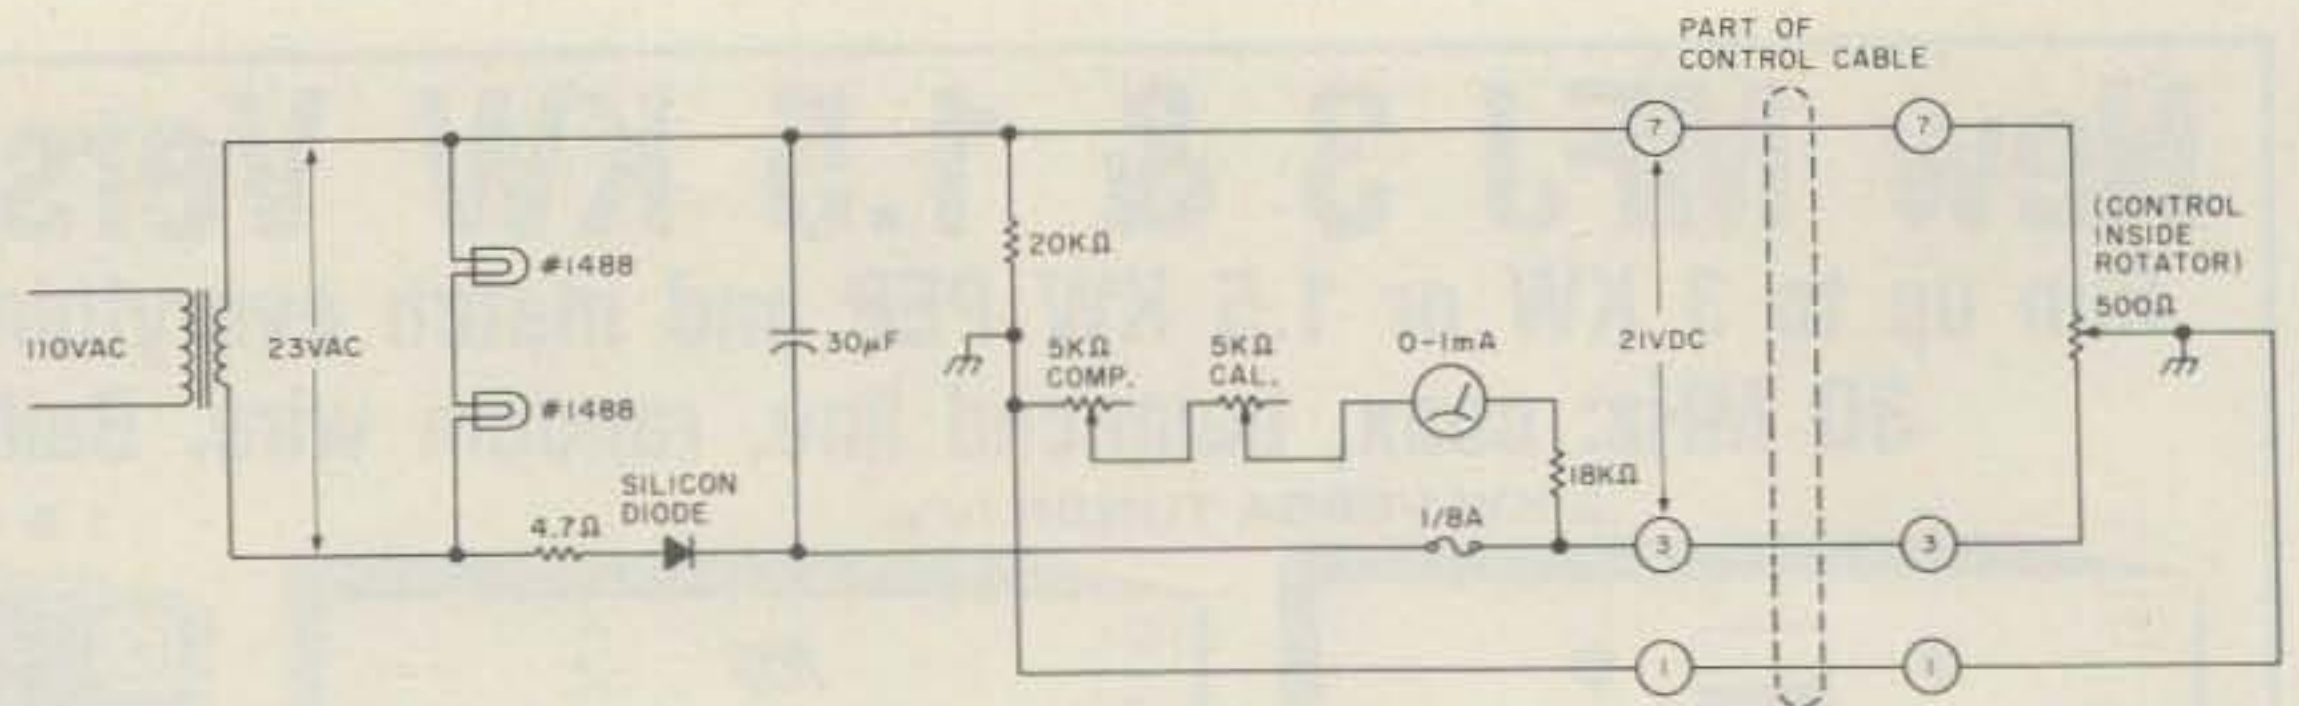 PART OF
CONTROL CABLE
7
7
(CONTROL
INSIDE
ROTATOR)
500Ω
20KΩ
#1488
110VAC
23VAC
30μF
5KΩ
COMP.
5KΩ
CAL.
0-1mA
21VDC
#1488
SILICON
DIODE
4.7Ω
18KΩ
1/8A
3
3
1
1